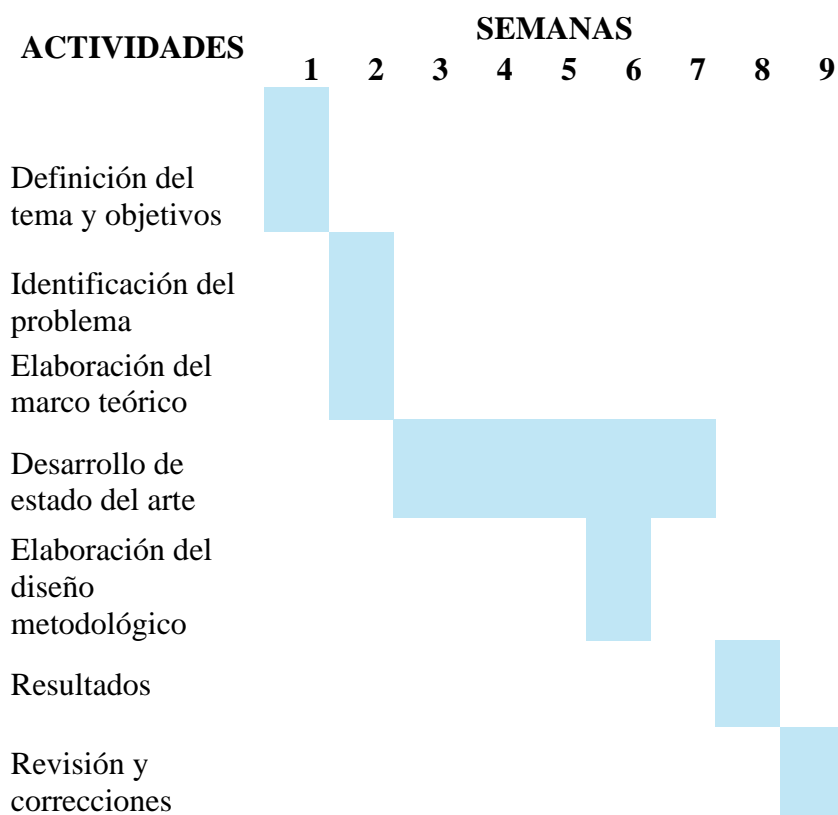 ACTIVIDADES
SEMANAS
1 2 3 4 5 6 7 8 9
Definición del
tema y objetivos
Identificación del
problema
Elaboración del
marco teórico
Desarrollo de
estado del arte
Elaboración del
diseño
metodológico
Resultados
Revisión y
correcciones